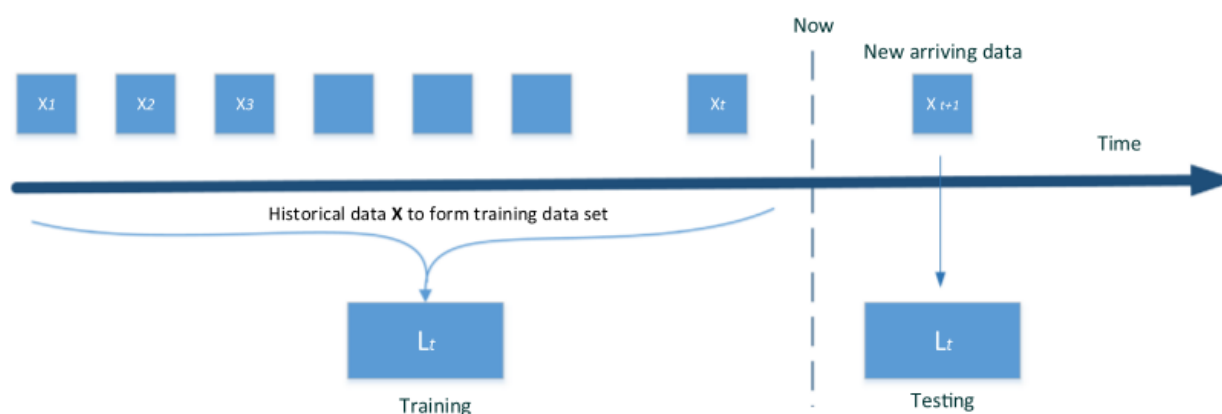 Now
New arriving data
X1 X2 X3 Xt X t+1
Time
Historical data X to form training data set
Lt Lt
Training Testing